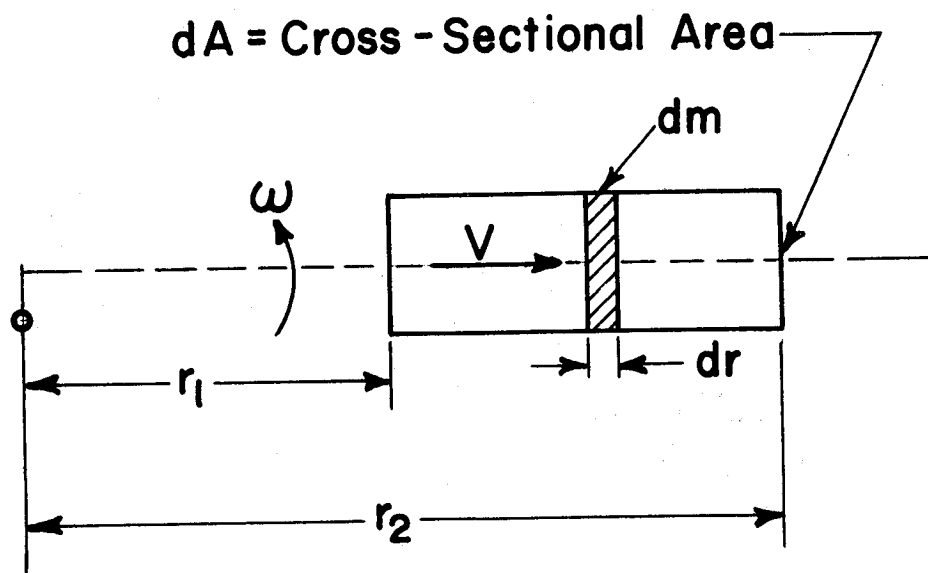 dA = Cross-Sectional Area
dm
ω
V
dr
r₁
r₂